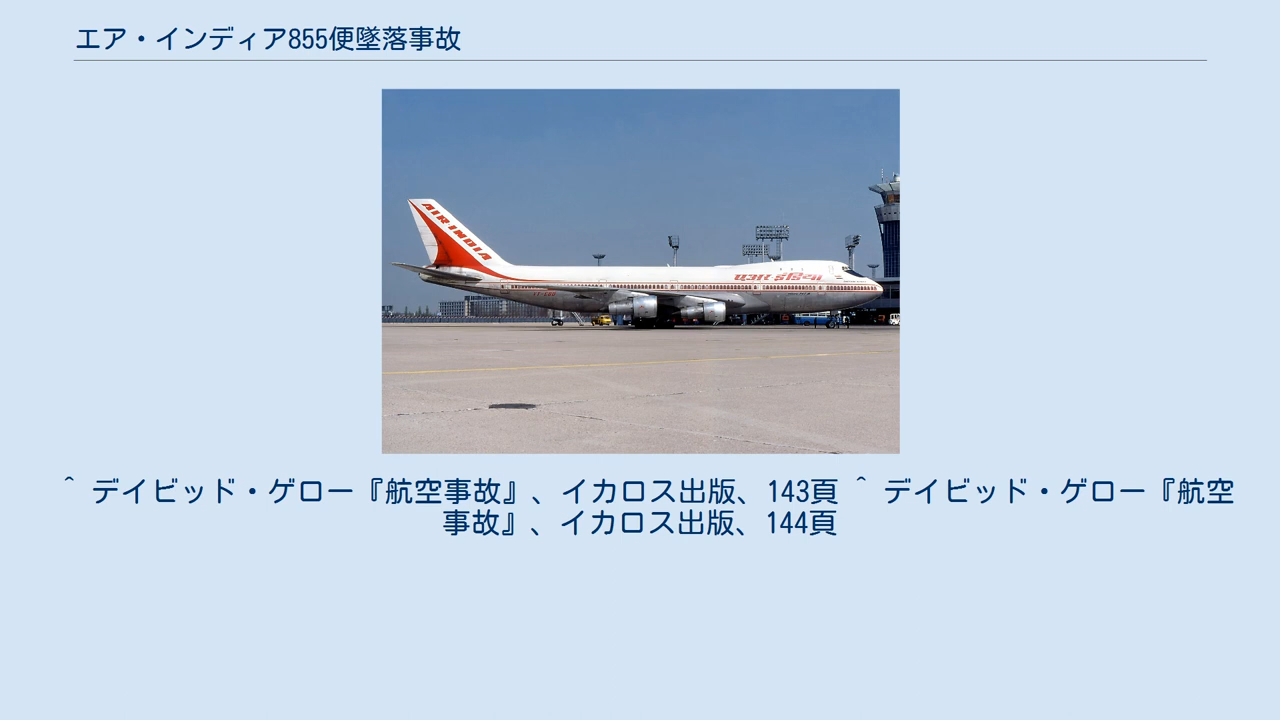 エア・インディア855便墜落事故
AIR INDIA
एअर इंडिया
^ デイビッド・ゲロー『航空事故』、イカロス出版、143頁 ^ デイビッド・ゲロー『航空
事故』、イカロス出版、144頁